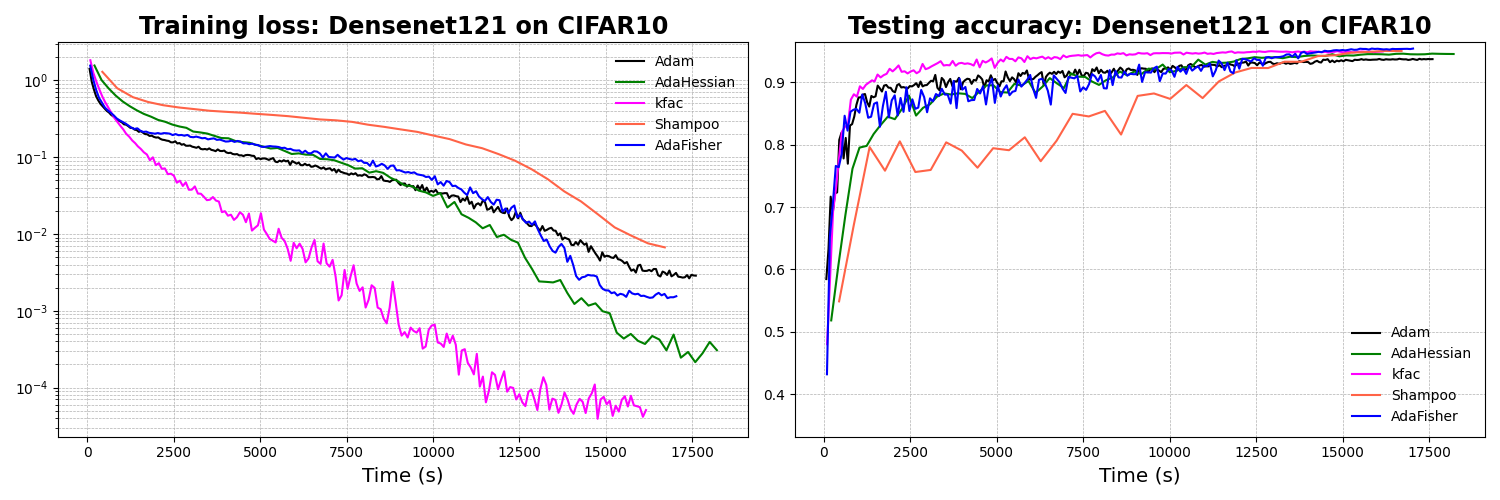 Training loss: Densenet121 on CIFAR10
10⁰
10⁻¹
10⁻²
10⁻³
10⁻⁴
Adam
AdaHessian
kfac
Shampoo
AdaFisher
0 2500 5000 7500 10000 12500 15000 17500
Time (s)
Testing accuracy: Densenet121 on CIFAR10
0.9
0.8
0.7
0.6
0.5
0.4
Adam
AdaHessian
kfac
Shampoo
AdaFisher
0 2500 5000 7500 10000 12500 15000 17500
Time (s)